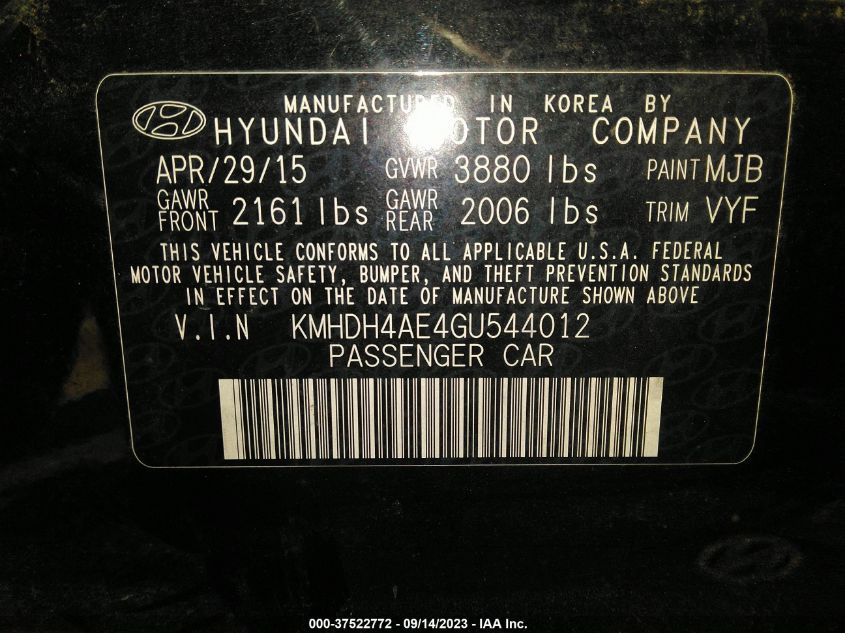 MANUFACTURED IN KOREA BY
HYUNDAI MOTOR COMPANY
APR/29/15 GVWR 3880 lbs PAINT MJB
GAWR FRONT 2161 lbs GAWR REAR 2006 lbs TRIM VYF
THIS VEHICLE CONFORMS TO ALL APPLICABLE U.S.A. FEDERAL
MOTOR VEHICLE SAFETY, BUMPER, AND THEFT PREVENTION STANDARDS
IN EFFECT ON THE DATE OF MANUFACTURE SHOWN ABOVE
V.I.N KMHDH4AE4GU544012
PASSENGER CAR
000-37522772 - 09/14/2023 - IAA Inc.